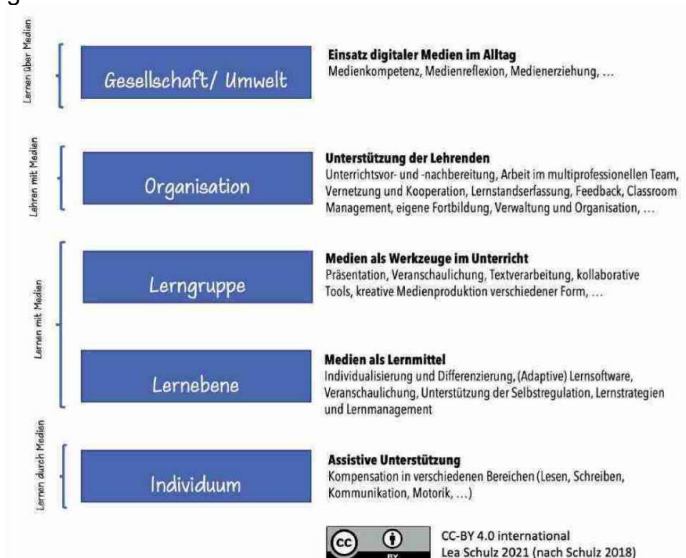 Lernen über Medien
Gesellschaft/ Umwelt
Einsatz digitaler Medien im Alltag
Medienkompetenz, Medienreflexion, Medienerziehung, ...
Lehren mit Medien
Organisation
Unterstützung der Lehrenden
Unterrichtsvor- und -nachbereitung, Arbeit im multiprofessionellen Team,
Vernetzung und Kooperation, Lernstandserfassung, Feedback, Classroom
Management, eigene Fortbildung, Verwaltung und Organisation, ...
Lernen mit Medien
Lerngruppe
Medien als Werkzeuge im Unterricht
Präsentation, Veranschaulichung, Textverarbeitung, kollaborative
Tools, kreative Medienproduktion verschiedener Form, ...
Lernebene
Medien als Lernmittel
Individualisierung und Differenzierung, (Adaptive) Lernsoftware,
Veranschaulichung, Unterstützung der Selbstregulation, Lernstrategien
und Lernmanagement
Lernen durch Medien
Individuum
Assistive Unterstützung
Kompensation in verschiedenen Bereichen (Lesen, Schreiben,
Kommunikation, Motorik, ...)
cc
BY
CC-BY 4.0 international
Lea Schulz 2021 (nach Schulz 2018)